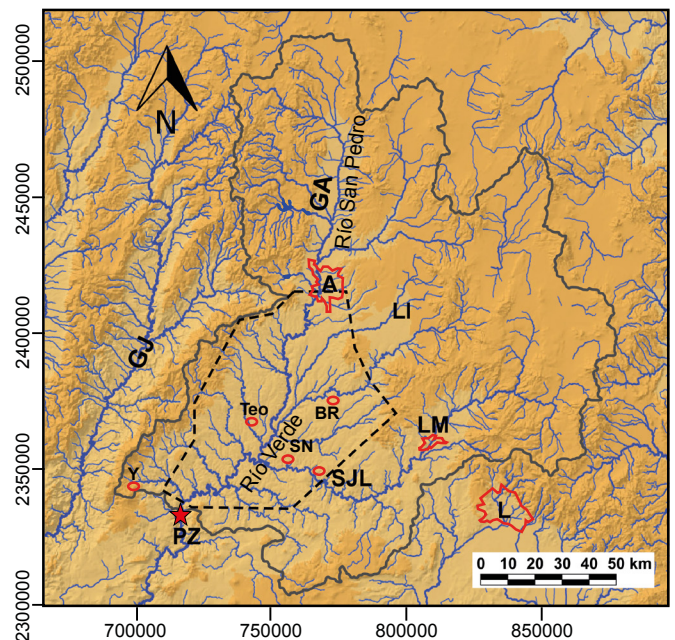 2500000
2450000
2400000
2350000
2300000
N
GA
Río San Pedro
A
LI
GJ
Teo
BR
Río Verde
SN
LM
SJL
Y
L
PZ
0 10 20 30 40 50 km
700000 750000 800000 850000